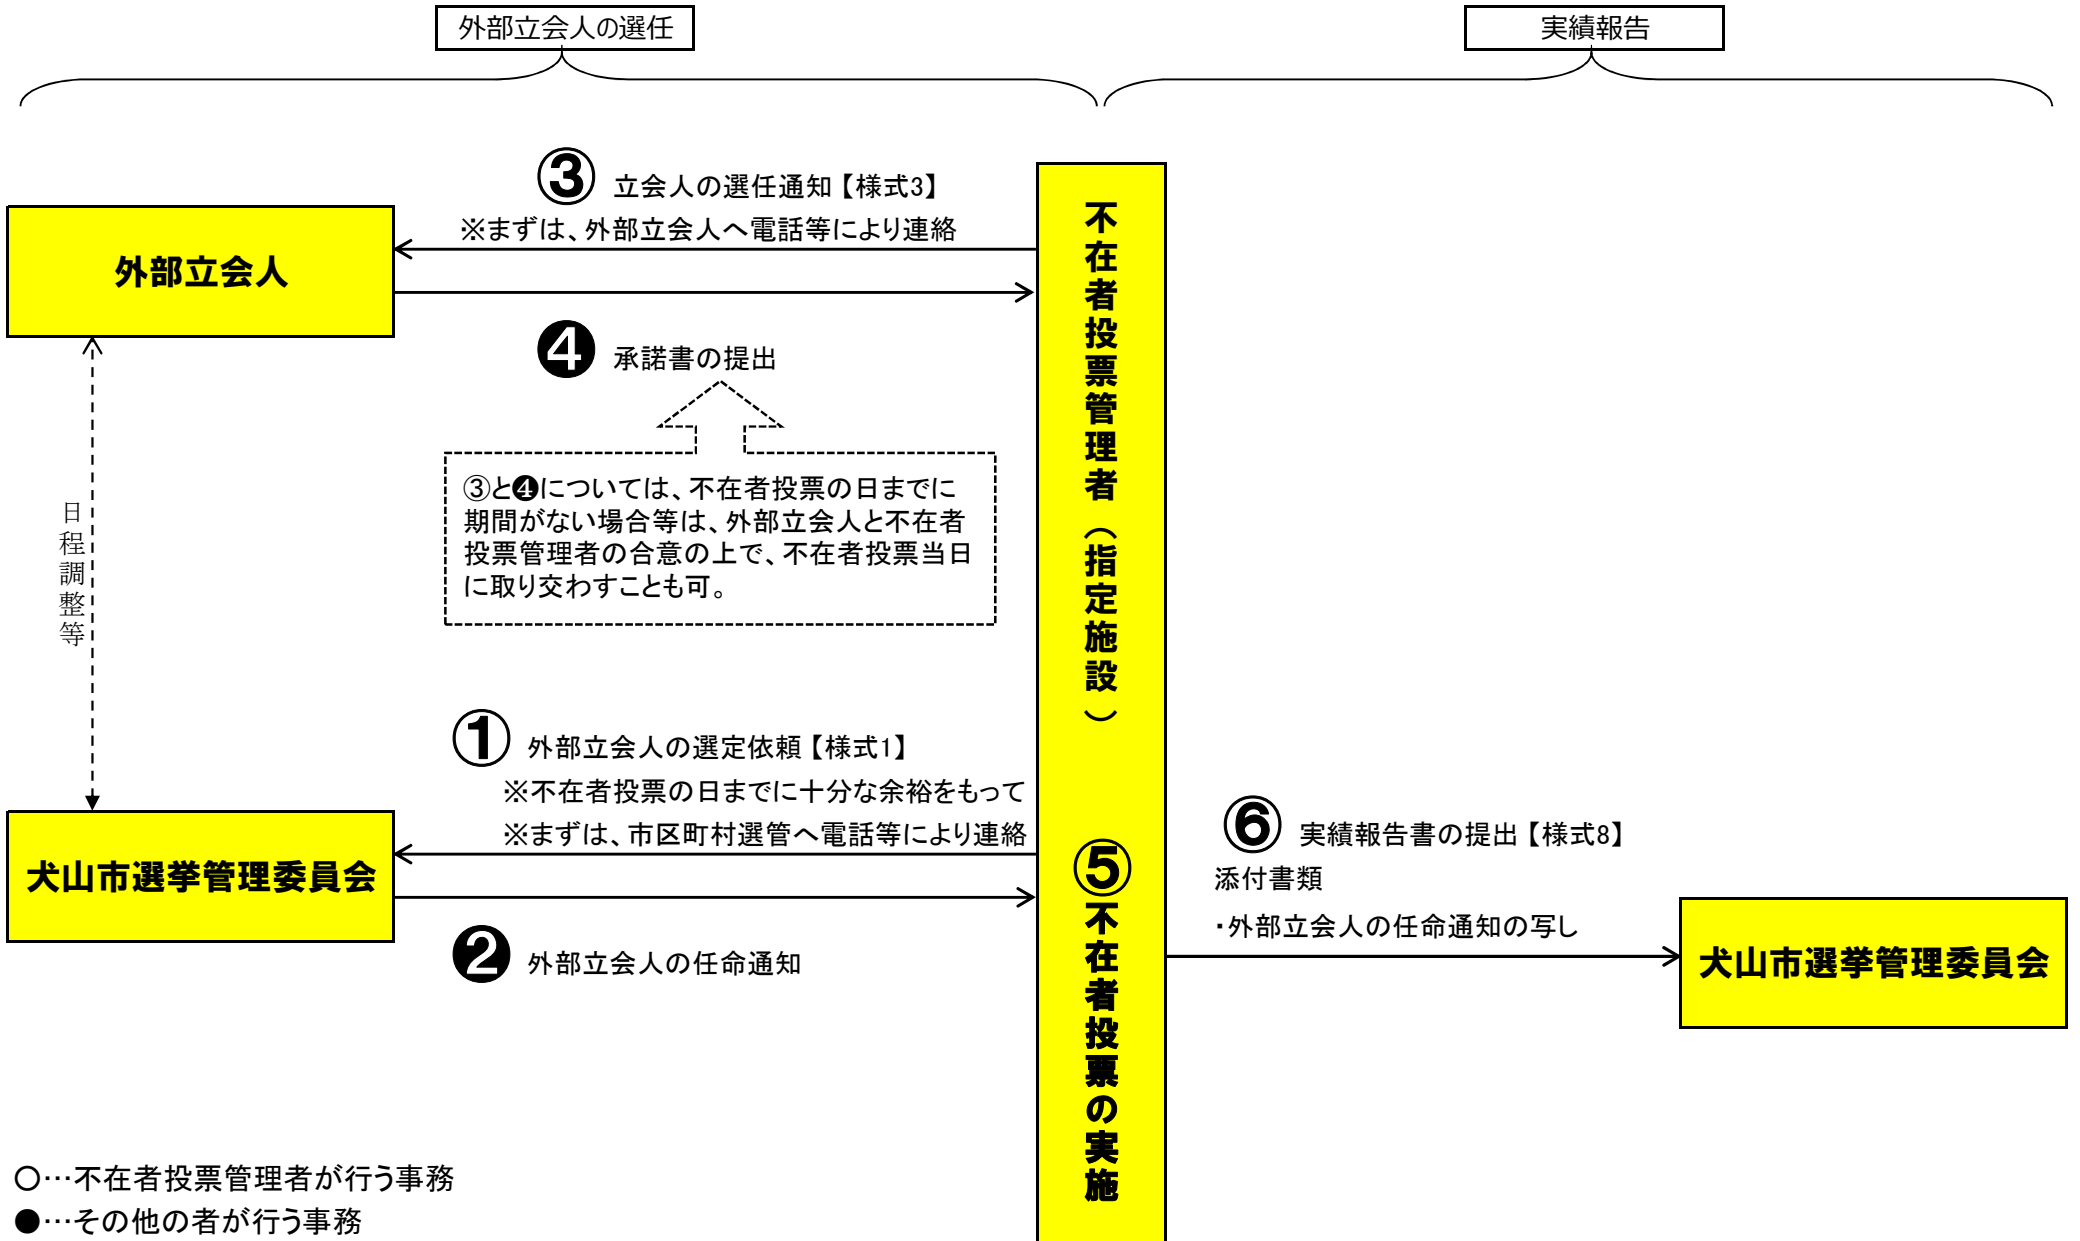 外部立会人の選任
実績報告
③ 立会人の選任通知【様式3】
※まずは、外部立会人へ電話等により連絡
外部立会人
❹ 承諾書の提出
③と❹については、不在者投票の日までに
期間がない場合等は、外部立会人と不在者
投票管理者の合意の上で、不在者投票当日
に取り交わすことも可。
日程調整等
① 外部立会人の選定依頼【様式1】
※不在者投票の日までに十分な余裕をもって
※まずは、市区町村選管へ電話等により連絡
犬山市選挙管理委員会
❷ 外部立会人の任命通知
不在者投票管理者（指定施設）
⑤不在者投票の実施
⑥ 実績報告書の提出【様式8】
添付書類
・外部立会人の任命通知の写し
犬山市選挙管理委員会
○…不在者投票管理者が行う事務
●…その他の者が行う事務